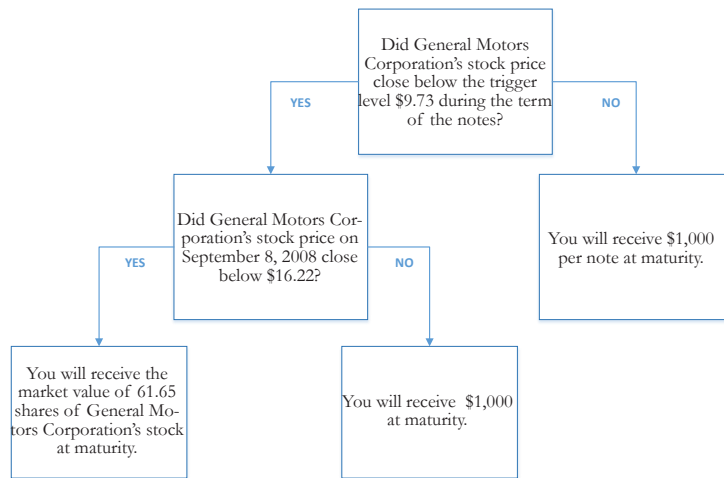 Did General Motors
Corporation's stock price
close below the trigger
level $9.73 during the term
of the notes?
YES
NO
Did General Motors Cor-
poration's stock price on
September 8, 2008 close
below $16.22?
You will receive $1,000
per note at maturity.
YES
NO
You will receive the
market value of 61.65
shares of General Mo-
tors Corporation's stock
at maturity.
You will receive $1,000
at maturity.